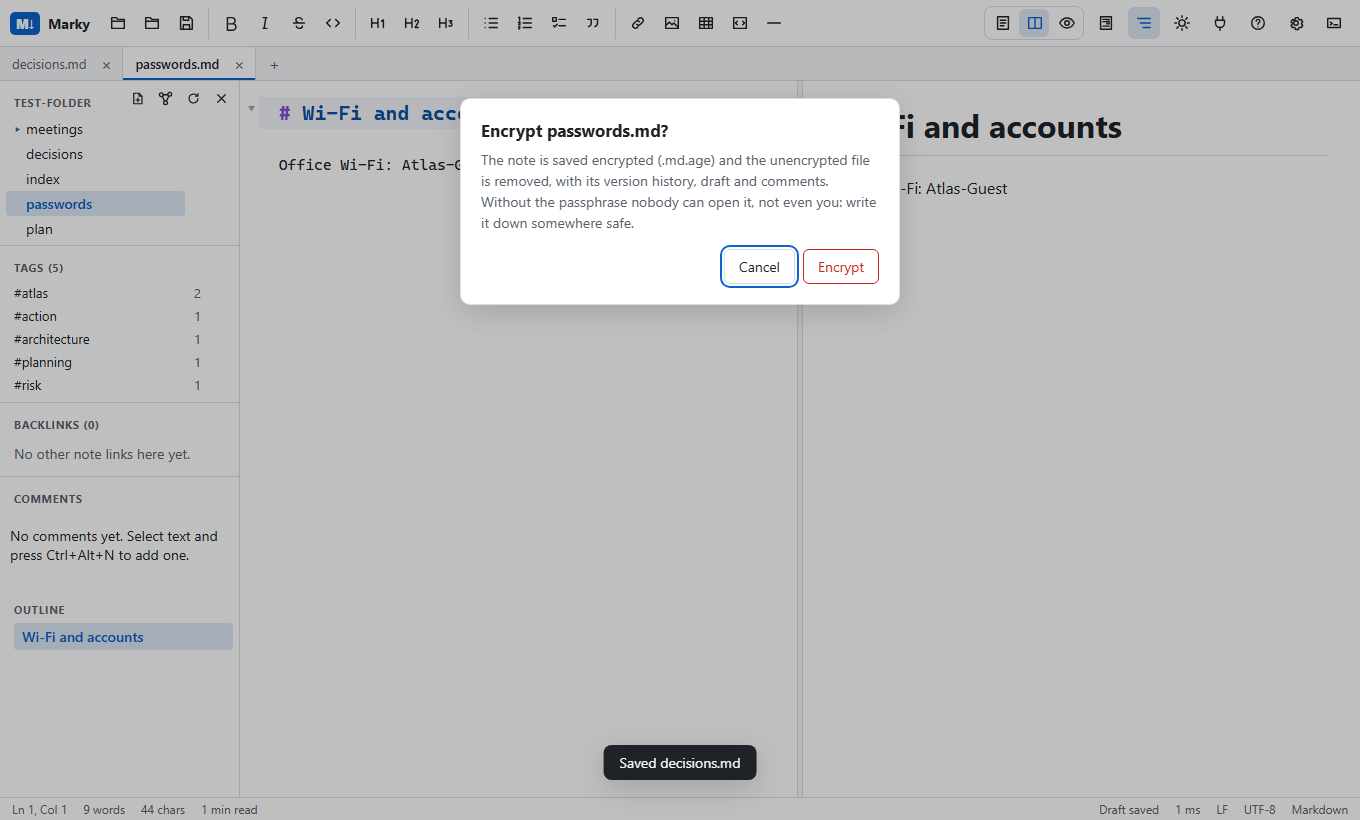 M↓ Marky
B I S <> H1 H2 H3
decisions.md × passwords.md × +
TEST-FOLDER
meetings
decisions
index
passwords
plan
TAGS (5)
#atlas 2
#action 1
#architecture 1
#planning 1
#risk 1
BACKLINKS (0)
No other note links here yet.
COMMENTS
No comments yet. Select text and
press Ctrl+Alt+N to add one.
OUTLINE
Wi-Fi and accounts
# Wi-Fi and
Office Wi-Fi:
Encrypt passwords.md?
The note is saved encrypted (.md.age) and the unencrypted file
is removed, with its version history, draft and comments.
Without the passphrase nobody can open it, not even you: write
it down somewhere safe.
Cancel Encrypt
and accounts
-Fi: Atlas-Guest
Saved decisions.md
Ln 1, Col 1 9 words 44 chars 1 min read
Draft saved 1 ms LF UTF-8 Markdown